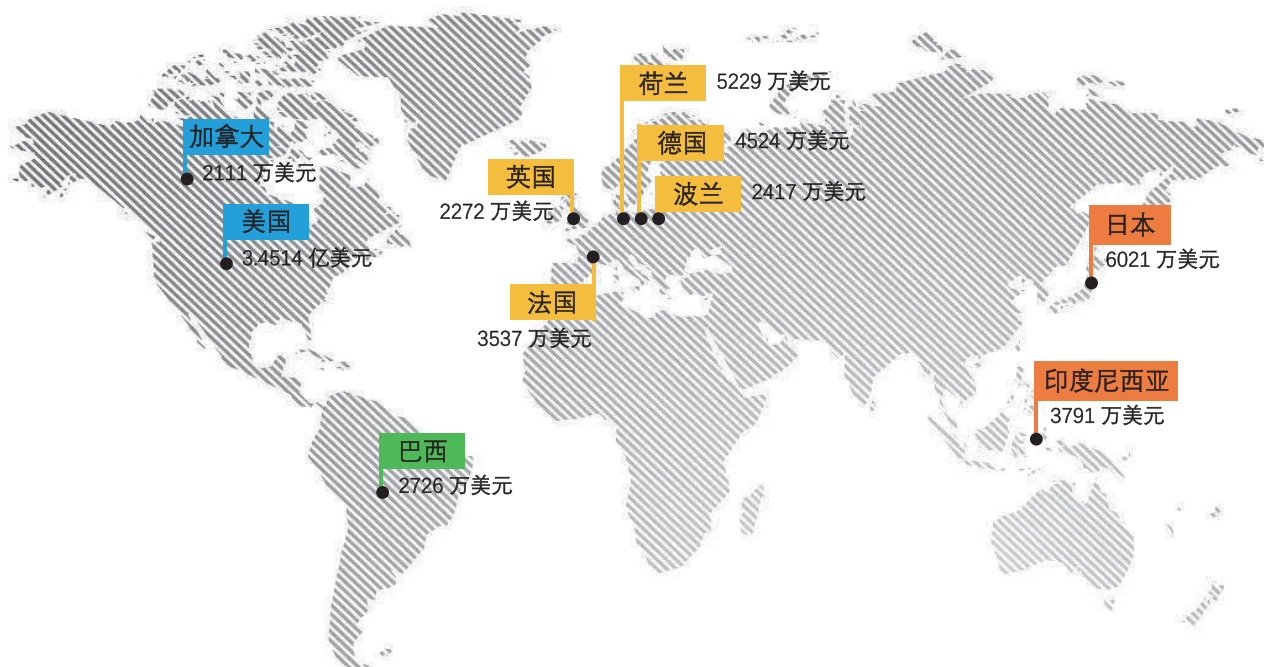 荷兰
5229 万美元
加拿大
2111 万美元
德国
4524 万美元
英国
2272 万美元
波兰
2417 万美元
美国
3.4514 亿美元
日本
6021 万美元
法国
3537 万美元
印度尼西亚
3791 万美元
巴西
2726 万美元